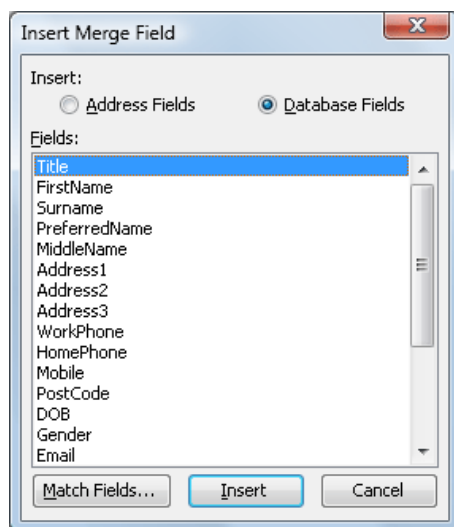 Insert Merge Field
Insert:
Address Fields Database Fields
Fields:
Title
FirstName
Surname
PreferredName
MiddleName
Address1
Address2
Address3
WorkPhone
HomePhone
Mobile
PostCode
DOB
Gender
Email
Match Fields... Insert Cancel